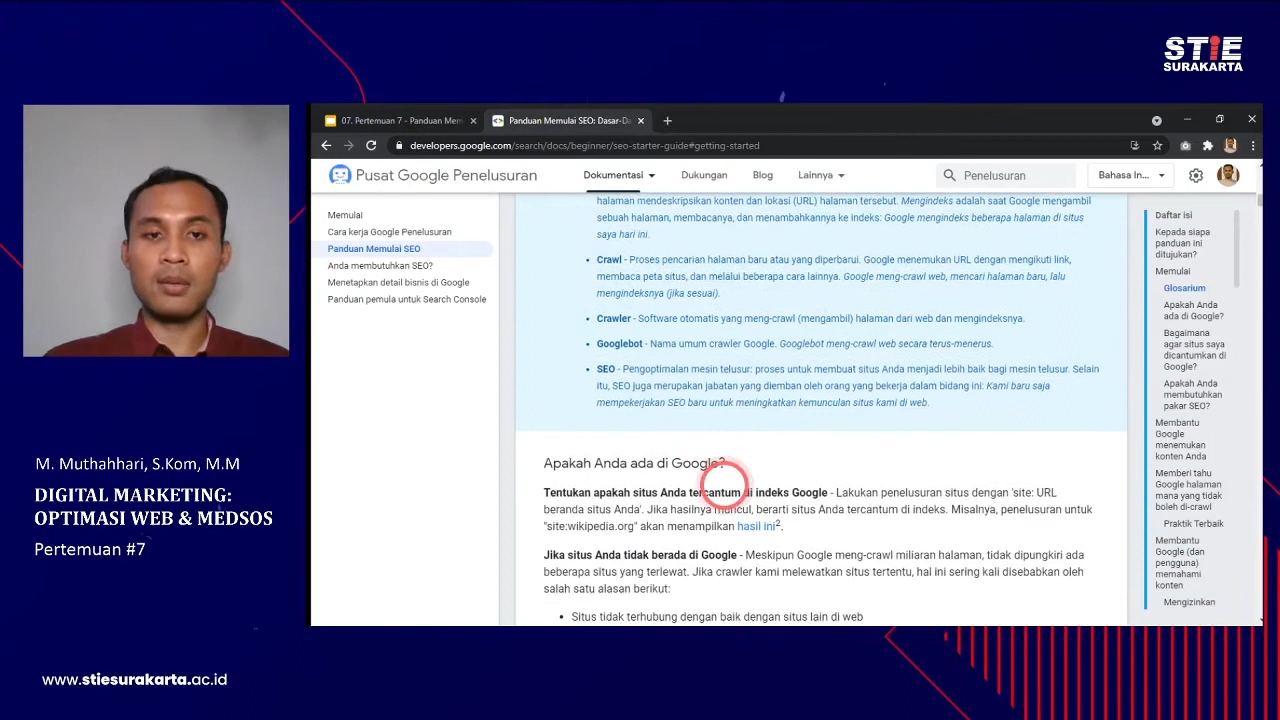 STIE
SURAKARTA
07. Pertemuan 7 - Panduan Mem
Panduan Memulai SEO: Dasar-Da
developers.google.com/search/docs/beginner/seo-starter-guide#getting-started
Pusat Google Penelusuran
Dokumentasi
Dukungan
Blog
Lainnya
Penelusuran
Bahasa In...
Memulai
Cara kerja Google Penelusuran
Panduan Memulai SEO
Anda membutuhkan SEO?
Menetapkan detail bisnis di Google
Panduan pemula untuk Search Console
halaman mendeskripsikan konten dan lokasi (URL) halaman tersebut. Mengindeks adalah saat Google mengambil
sebuah halaman, membacanya, dan menambahkannya ke indeks: Google mengindeks beberapa halaman di situs
saya hari ini.
• Crawl - Proses pencarian halaman baru atau yang diperbarui. Google menemukan URL dengan mengikuti link,
membaca peta situs, dan melalui beberapa cara lainnya. Google meng-crawl web, mencari halaman baru, lalu
mengindeksnya (jika sesuai).
• Crawler - Software otomatis yang meng-crawl (mengambil) halaman dari web dan mengindeksnya.
• Googlebot - Nama umum crawler Google. Googlebot meng-crawl web secara terus-menerus.
• SEO - Pengoptimalan mesin telusur: proses untuk membuat situs Anda menjadi lebih baik bagi mesin telusur. Selain
itu, SEO juga merupakan jabatan yang diemban oleh orang yang bekerja dalam bidang ini: Kami baru saja
mempekerjakan SEO baru untuk meningkatkan kemunculan situs kami di web.
Apakah Anda ada di Google?
Tentukan apakah situs Anda tercantum di indeks Google - Lakukan penelusuran situs dengan 'site: URL
beranda situs Anda'. Jika hasilnya muncul, berarti situs Anda tercantum di indeks. Misalnya, penelusuran untuk
"site:wikipedia.org" akan menampilkan hasil ini2.
Jika situs Anda tidak berada di Google - Meskipun Google meng-crawl miliaran halaman, tidak dipungkiri ada
beberapa situs yang terlewat. Jika crawler kami melewatkan situs tertentu, hal ini sering kali disebabkan oleh
salah satu alasan berikut:
• Situs tidak terhubung dengan baik dengan situs lain di web
Daftar isi
Kepada siapa
panduan ini
ditujukan?
Memulai
Glosarium
Apakah Anda
ada di Google?
Bagaimana
agar situs saya
dicantumkan di
Google?
Apakah Anda
membutuhkan
pakar SEO?
Membantu
Google
menemukan
konten Anda
Memberi tahu
Google halaman
mana yang tidak
boleh di-crawl
Praktik Terbaik
Membantu
Google (dan
pengguna)
memahami
konten
Mengizinkan
M. Muthahhari, S.Kom, M.M
DIGITAL MARKETING:
OPTIMASI WEB & MEDSOS
Pertemuan #7
www.stiesurakarta.ac.id